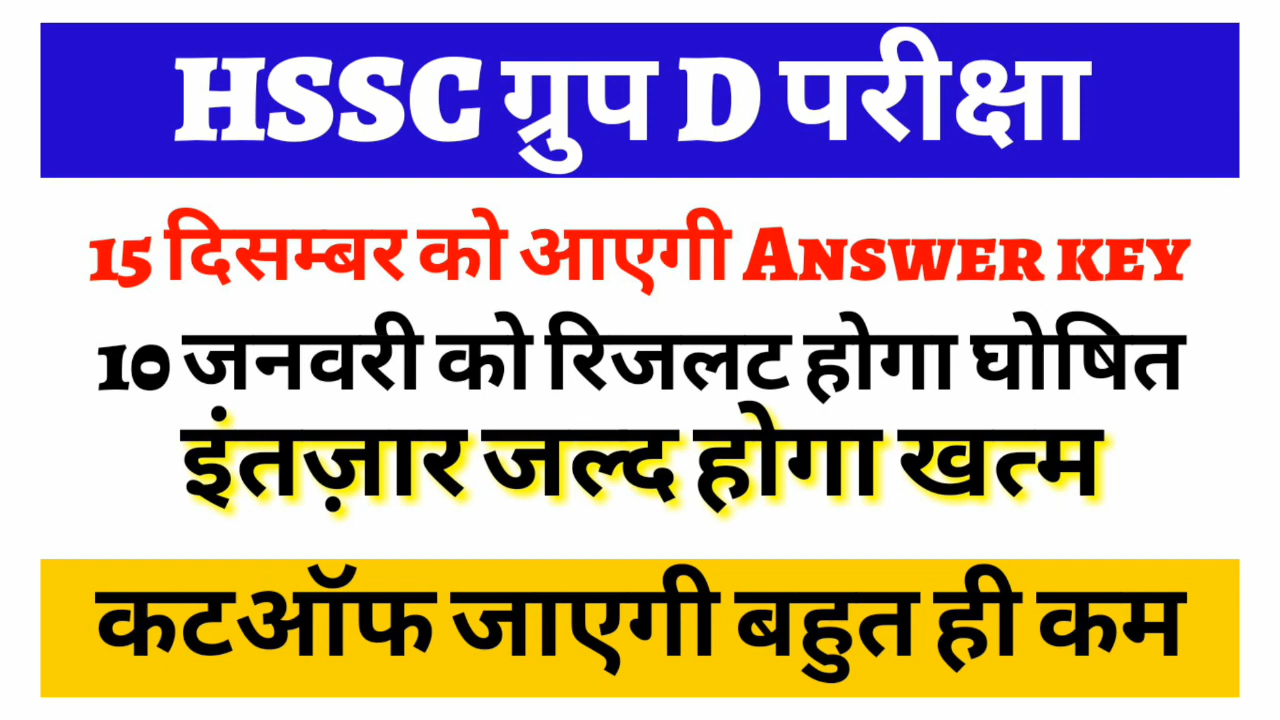 HSSC ग्रुप D परीक्षा
15 दिसम्बर को आएगी ANSWER KEY
10 जनवरी को रिजलट होगा घोषित
इंतज़ार जल्द होगा खत्म
कटऑफ जाएगी बहुत ही कम